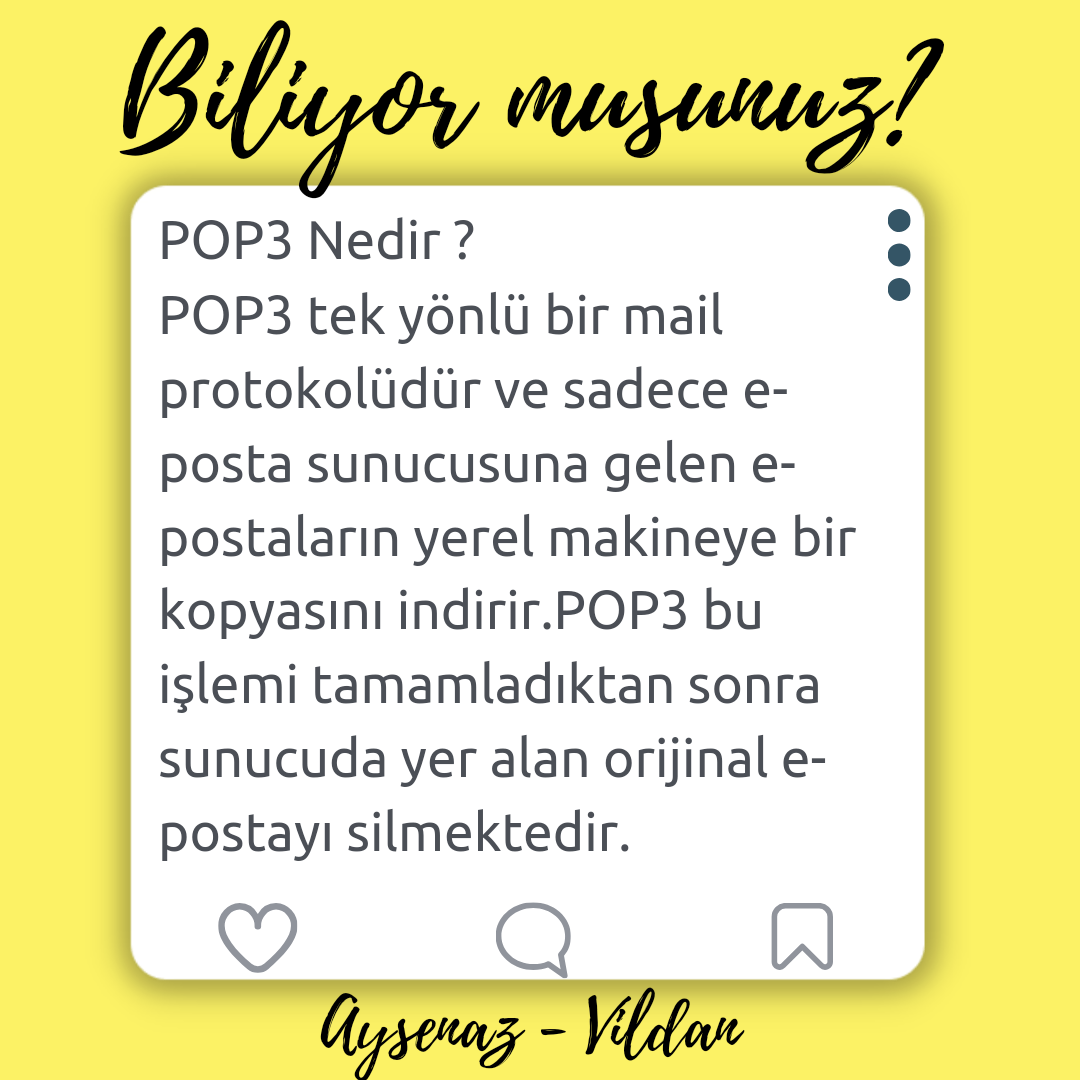 Biliyor musunuz?
POP3 Nedir ?
POP3 tek yönlü bir mail
protokolüdür ve sadece e-
posta sunucusuna gelen e-
postaların yerel makineye bir
kopyasını indirir.POP3 bu
işlemi tamamladıktan sonra
sunucuda yer alan orijinal e-
postayı silmektedir.
Aysenaz - Vildan